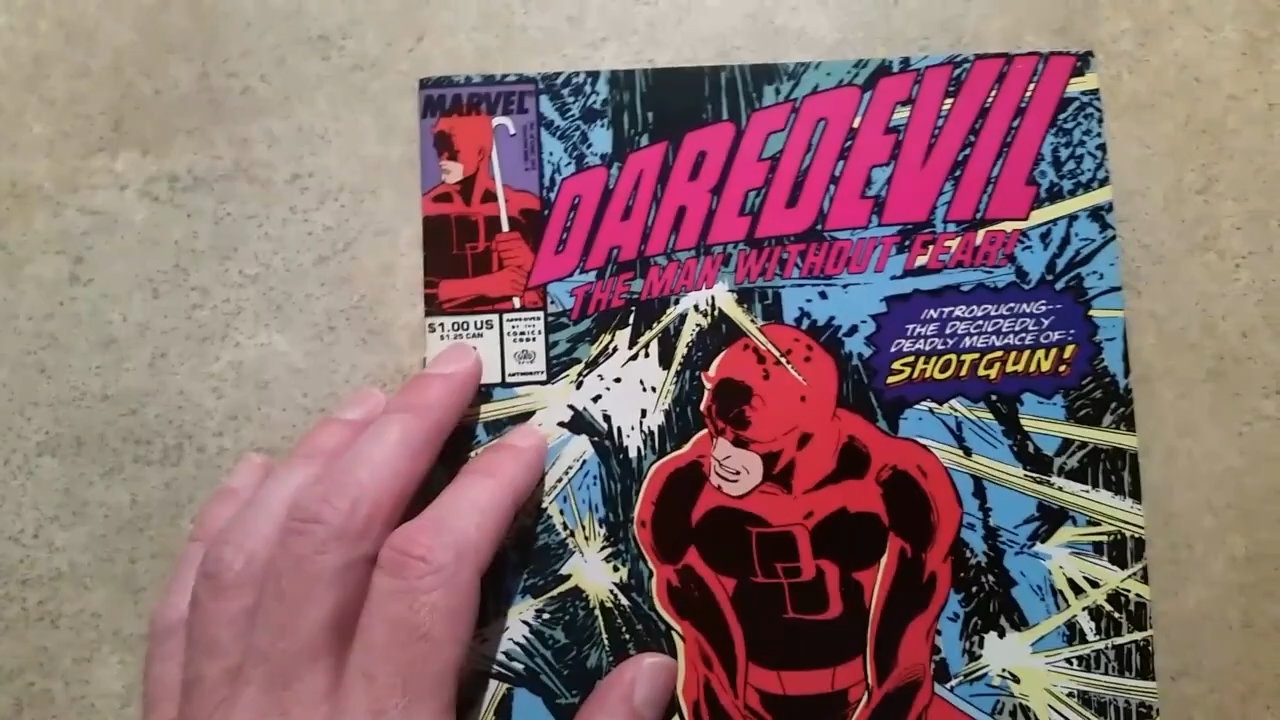 MARVEL
DAREDEVIL
THE MAN WITHOUT FEAR!
$1.00 US
$1.25 CAN
APPROVED
BY THE
COMICS
CODE
AUTHORITY
INTRODUCING--
THE DECIDEDLY
DEADLY MENACE OF:
SHOTGUN!
DD